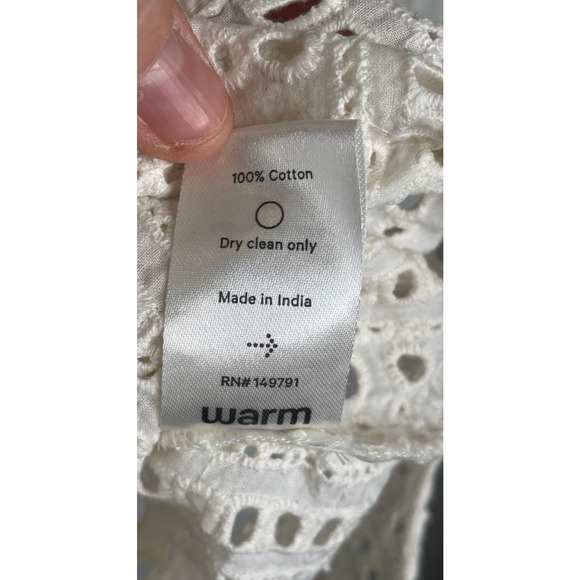 100% Cotton
Dry clean only
Made in India
RN# 149791
warm